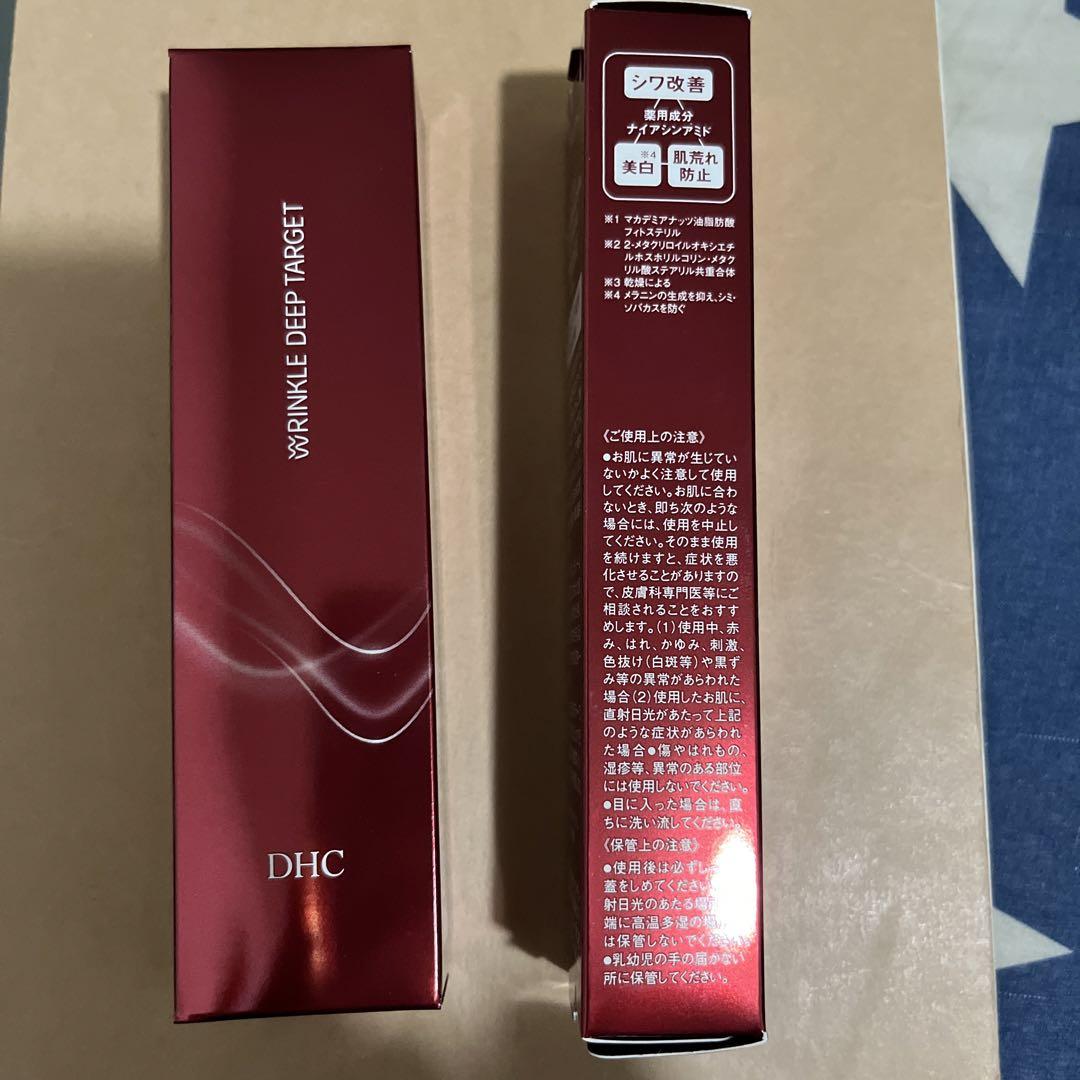 WRINKLE DEEP TARGET
DHC
シワ改善
薬用成分
ナイアシンアミド
※4
美白
肌荒れ
防止
※1 マカデミアナッツ油脂肪酸
フィトステリル
※2 2-メタクリロイルオキシエチ
ルホスホリルコリン・メタク
リル酸ステアリル共重合体
※3 乾燥による
※4 メラニンの生成を抑え、シミ・
ソバカスを防ぐ
《ご使用上の注意》
●お肌に異常が生じてい
ないかよく注意して使用
してください。お肌に合わ
ないとき、即ち次のような
場合には、使用を中止し
てください。そのまま使用
を続けますと、症状を悪
化させることがありますの
で、皮膚科専門医等にご
相談されることをおすす
めします。(1)使用中、赤
み、はれ、かゆみ、刺激、
色抜け(白斑等)や黒ず
み等の異常があらわれた
場合(2)使用したお肌に、
直射日光があたって上記
のような症状があらわれ
た場合●傷やはれもの、
湿疹等、異常のある部位
には使用しないでください。
●目に入った場合は、直
ちに洗い流してください。
《保管上の注意》
●使用後は必ずし
蓋をしめてください
射日光のあたる場
端に高温多湿の
は保管しないでください
●乳幼児の手の届かない
所に保管してください。